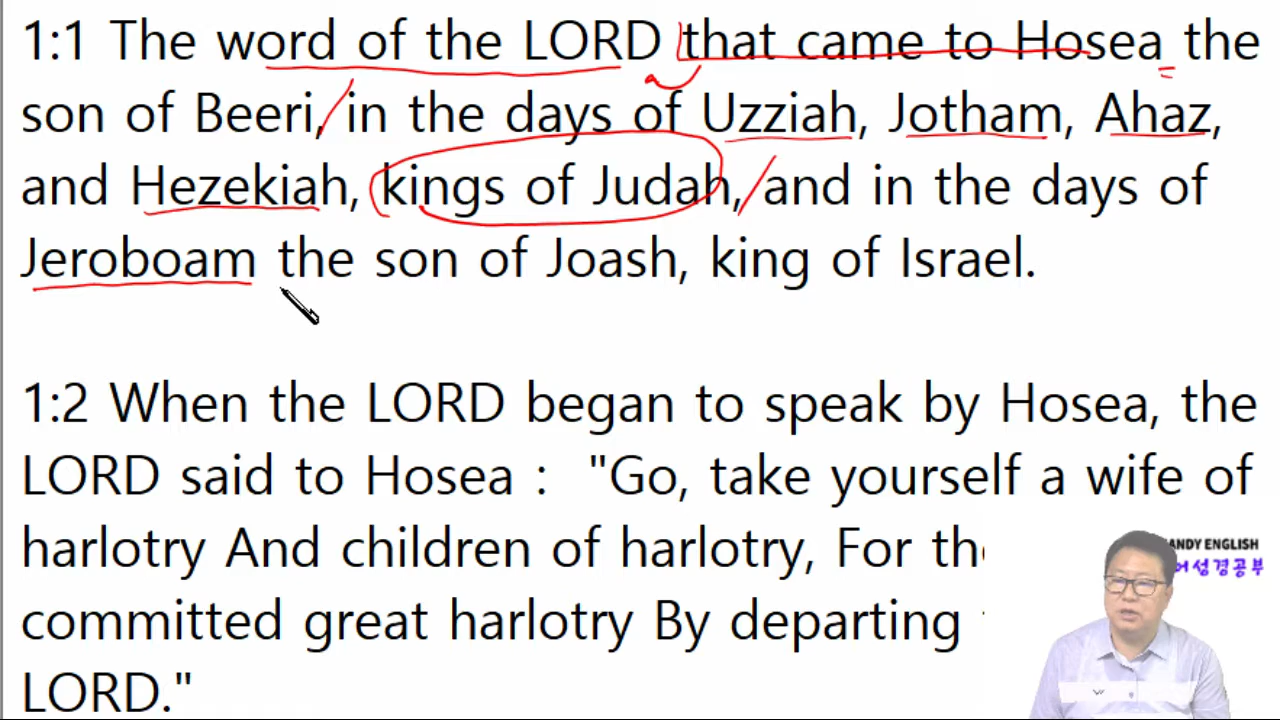 1:1 The word of the LORD that came to Hosea the
son of Beeri, in the days of Uzziah, Jotham, Ahaz,
and Hezekiah, kings of Judah, and in the days of
Jeroboam the son of Joash, king of Israel.
1:2 When the LORD began to speak by Hosea, the
LORD said to Hosea : "Go, take yourself a wife of
harlotry And children of harlotry, For
committed great harlotry By departing
LORD."
ENGLISH
성경공부